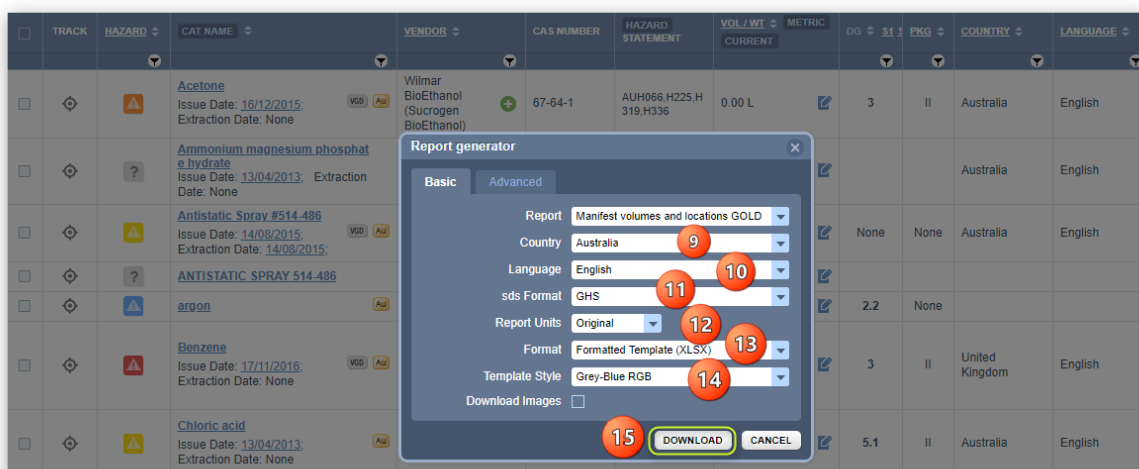 TRACK HAZARD CAT NAME VENDOR CAS NUMBER HAZARD STATEMENT VOL / WT METRIC CURRENT DG S1 PKG COUNTRY LANGUAGE
Acetone
Issue Date: 16/12/2015;
Extraction Date: None
VGD Au
Wilmar
BioEthanol
(Sucrogen
BioEthanol)
67-64-1
AUH066,H225,H
319,H336
0.00 L
3 II Australia English
Ammonium magnesium phosphat
e hydrate
Issue Date: 13/04/2013; Extraction
Date: None
?
Australia English
Antistatic Spray #514-486
Issue Date: 14/08/2015;
Extraction Date: 14/08/2015;
VGD Au
None None Australia English
?
ANTISTATIC SPRAY 514-486
argon
Au
2.2 None
Benzene
Issue Date: 17/11/2016;
Extraction Date: None
VGD Au
3 II United
Kingdom
English
Chloric acid
Issue Date: 13/04/2013;
Extraction Date: None
Au
5.1 II Australia English
Report generator
Basic Advanced
Report Manifest volumes and locations GOLD
Country Australia 9
Language English 10
sds Format GHS 11
Report Units Original 12
Format Formatted Template (XLSX) 13
Template Style Grey-Blue RGB 14
Download Images
15 DOWNLOAD CANCEL